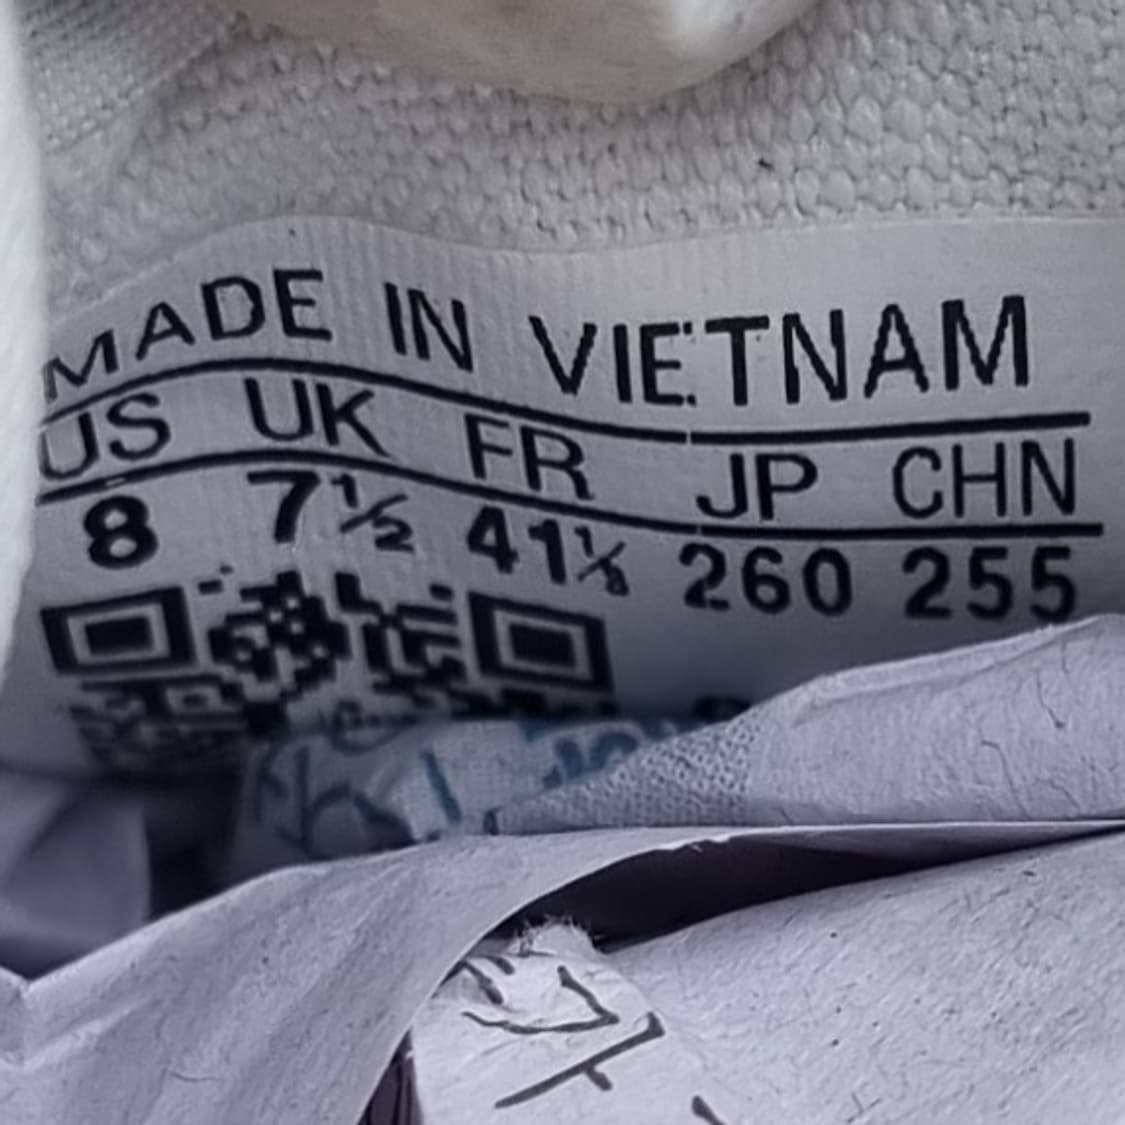 MADE IN VIETNAM
US UK FR JP CHN
8 7½ 41⅓ 260 255